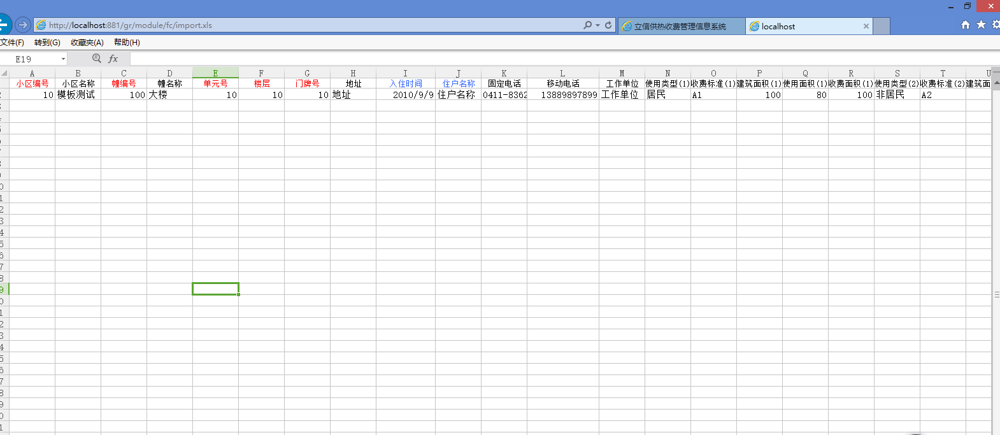 http://localhost:881/gr/module/fc/import.xls
立信供热收费管理信息系统
localhost
文件(F) 转到(G) 收藏夹(A) 帮助(H)
E19 fx
A B C D E F G H I J K L M N O P Q R S T U
小区编号 小区名称 幢编号 幢名称 单元号 楼层 门牌号 地址 入住时间 住户名称 固定电话 移动电话 工作单位 使用类型(1) 收费标准(1) 建筑面积(1) 使用面积(1) 收费面积(1) 使用类型(2) 收费标准(2) 建筑面
10 模板测试 100 大楼 10 10 10 地址 2010/9/9 住户名称 0411-8362 13889897899 工作单位 居民 A1 100 80 100 非居民 A2